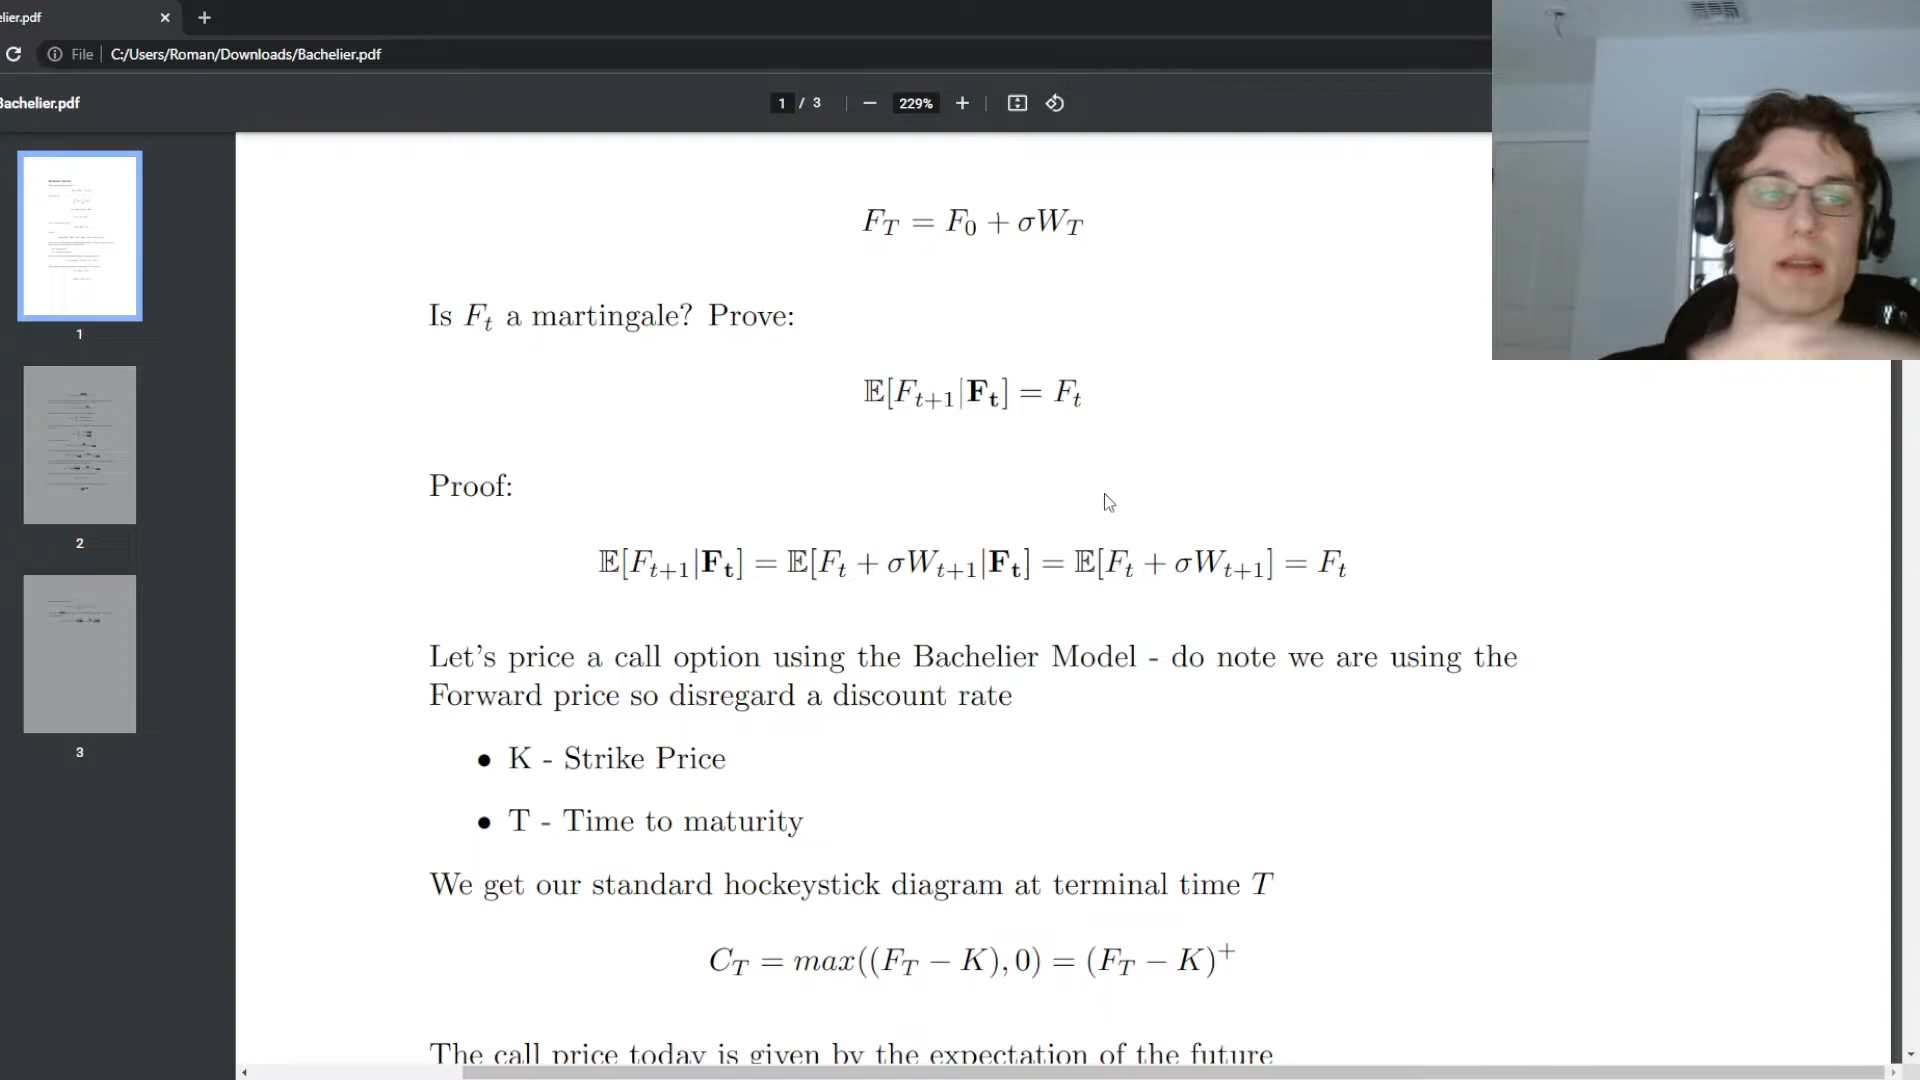 elier.pdf
File C:/Users/Roman/Downloads/Bachelier.pdf
Bachelier.pdf
1 / 3 229%
F_T = F_0 + σW_T
Is F_t a martingale? Prove:
𝔼[F_{t+1}|𝐅_𝐭] = F_t
Proof:
𝔼[F_{t+1}|𝐅_𝐭] = 𝔼[F_t + σW_{t+1}|𝐅_𝐭] = 𝔼[F_t + σW_{t+1}] = F_t
Let's price a call option using the Bachelier Model - do note we are using the
Forward price so disregard a discount rate
• K - Strike Price
• T - Time to maturity
We get our standard hockeystick diagram at terminal time T
C_T = max((F_T − K), 0) = (F_T − K)^+
The call price today is given by the expectation of the future
1
2
3